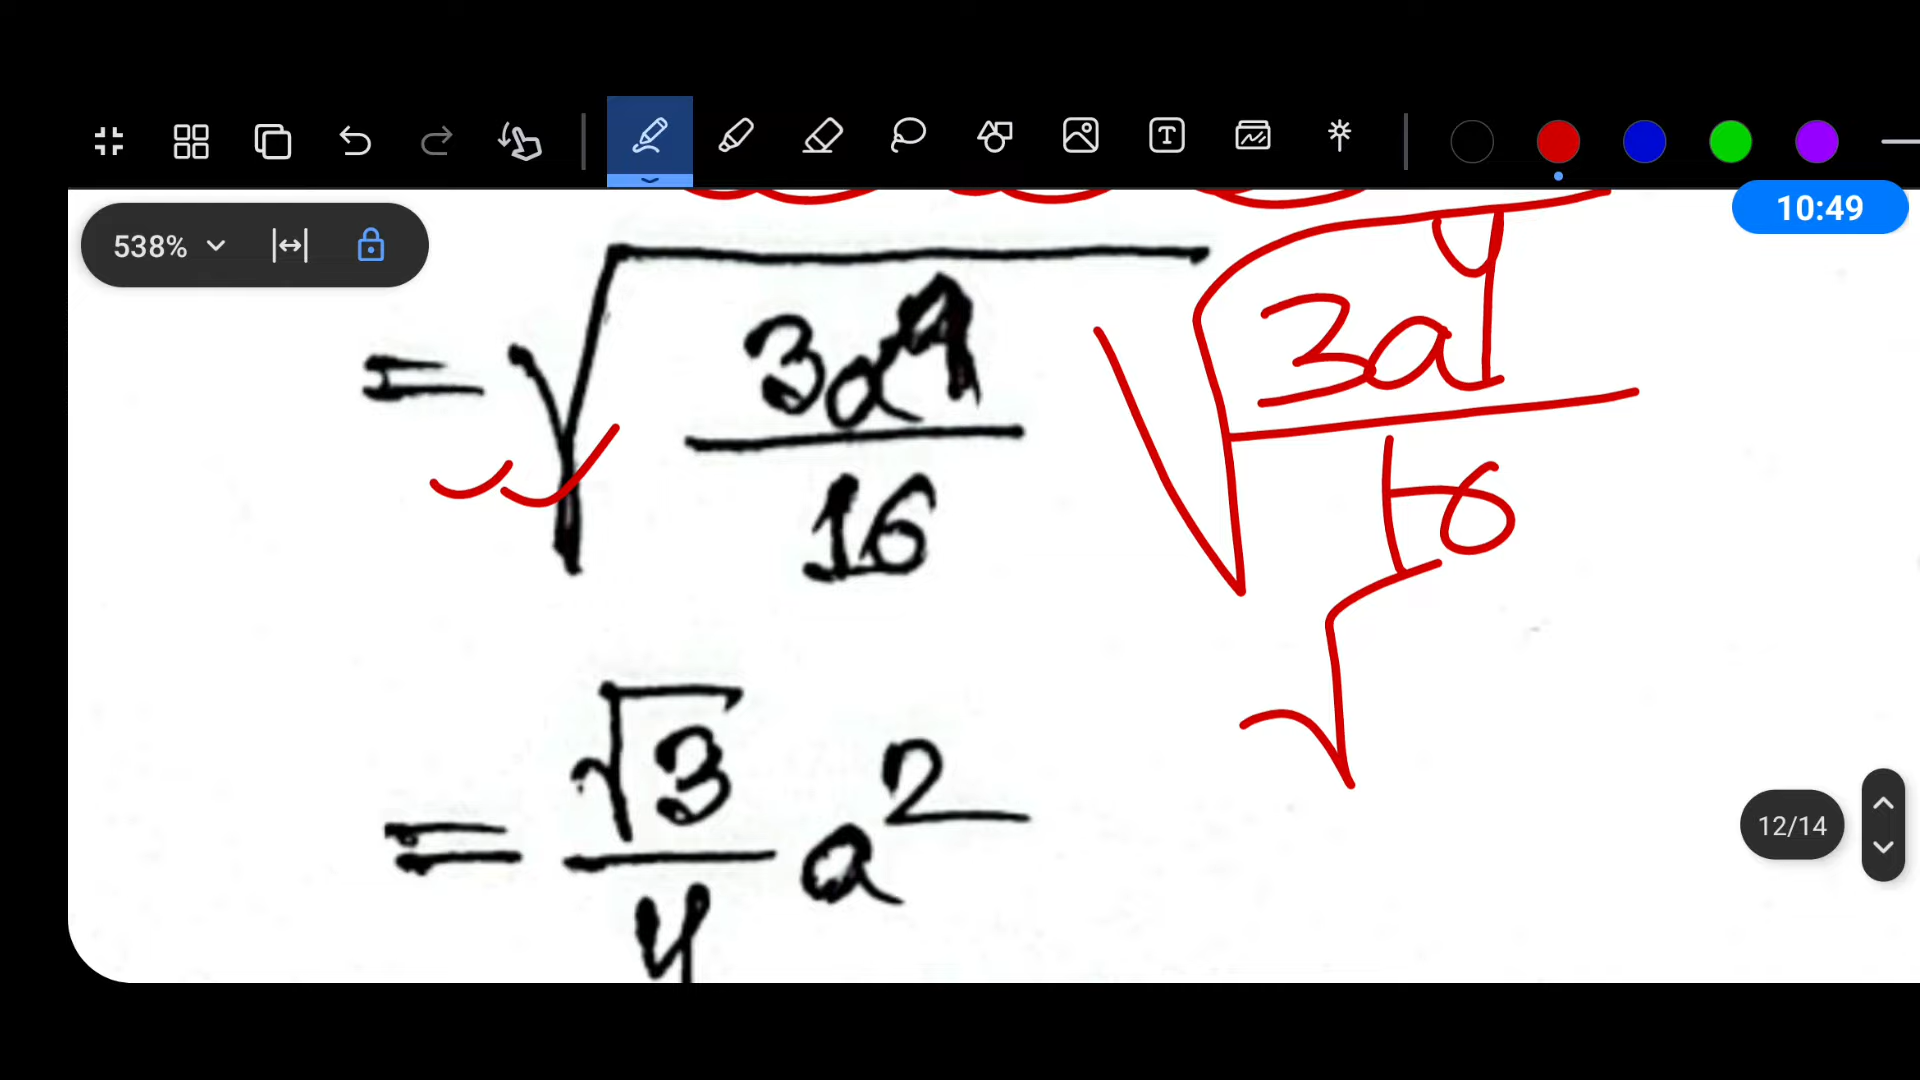 10:49
538%
= √(3a⁴/16)
√(3a⁴/16)
√
= √3/4 a²
12/14